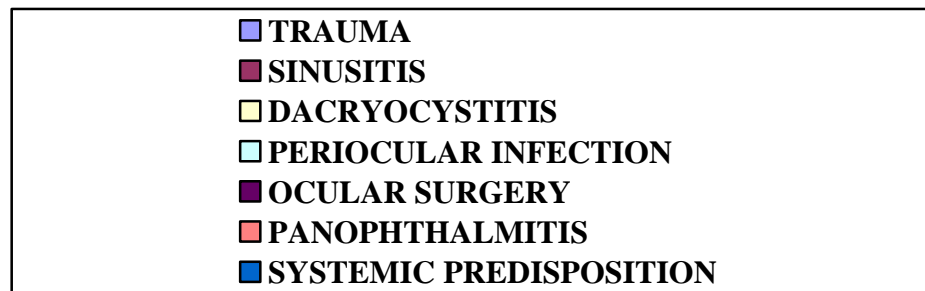 TRAUMA
SINUSITIS
DACRYOCYSTITIS
PERIOCULAR INFECTION
OCULAR SURGERY
PANOPHTHALMITIS
SYSTEMIC PREDISPOSITION